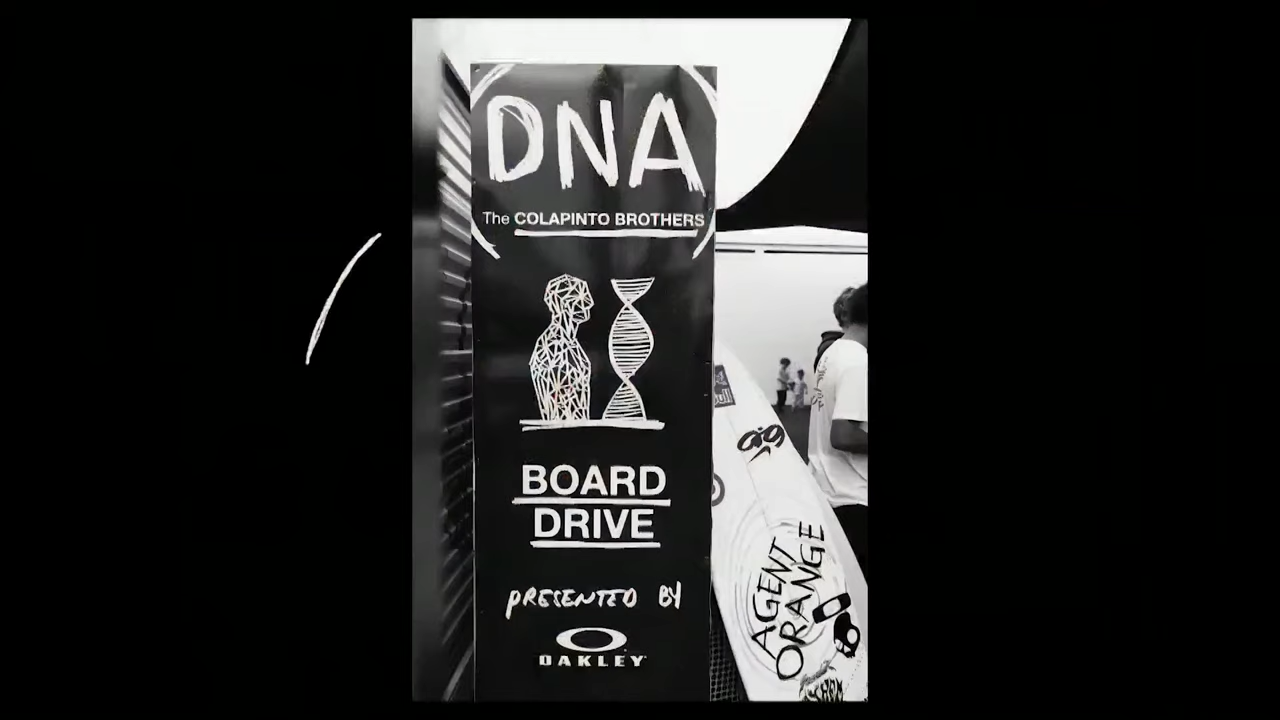 DNA
The COLAPINTO BROTHERS
BOARD
DRIVE
PRESENTED BY
OAKLEY
AGENT
ORANGE